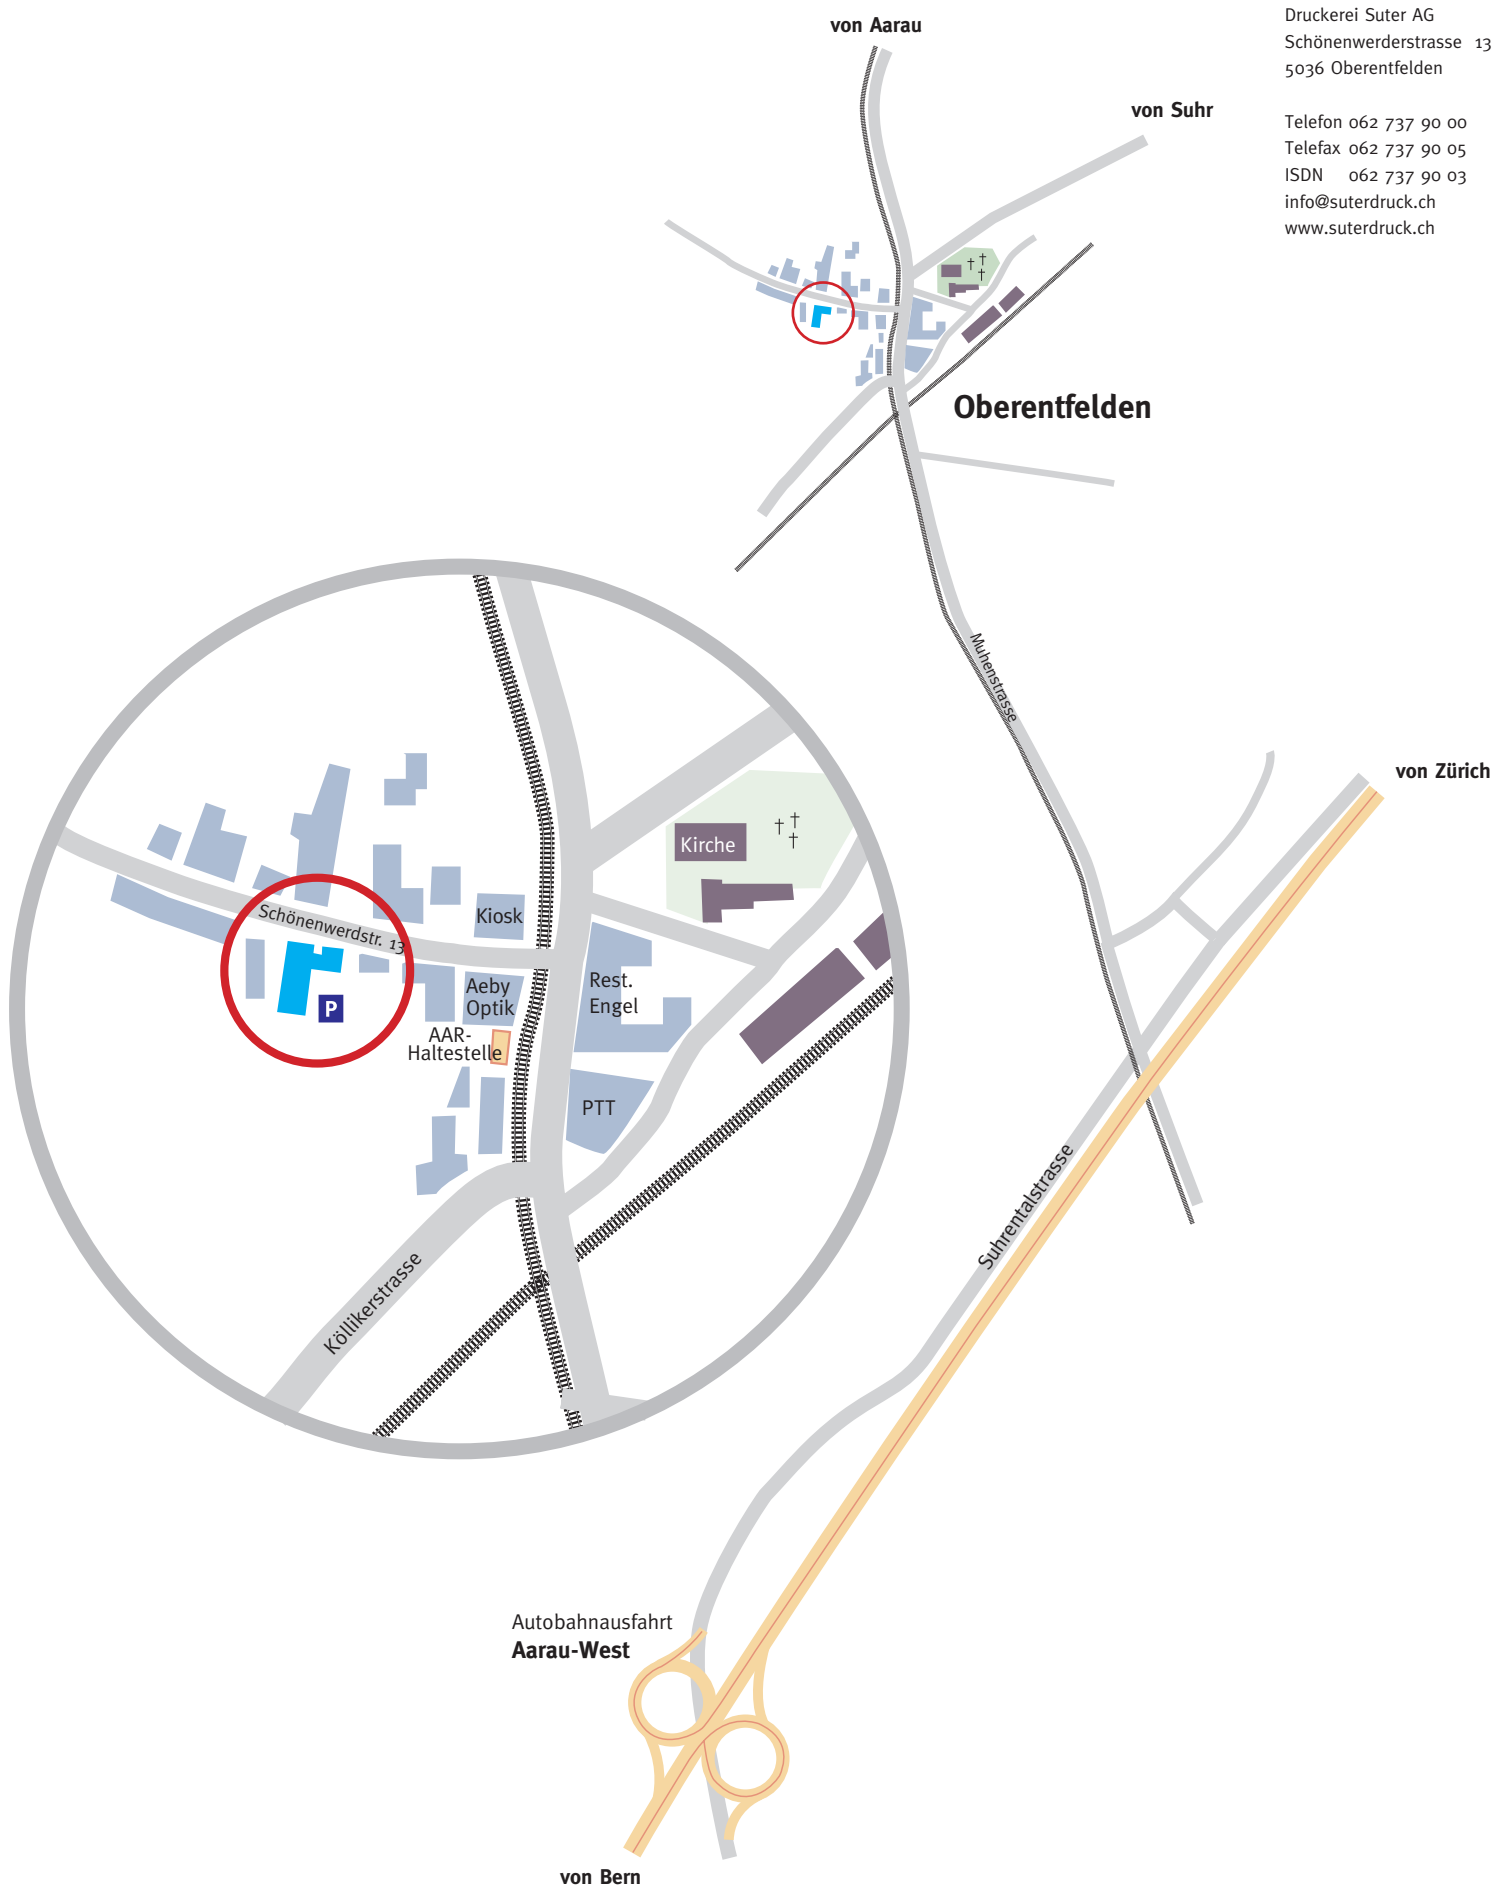 Druckerei Suter AG
Schönenwerderstrasse 13
5036 Oberentfelden
Telefon 062 737 90 00
Telefax 062 737 90 05
ISDN 062 737 90 03
info@suterdruck.ch
www.suterdruck.ch
von Aarau
von Suhr
Oberentfelden
Muhenstrasse
von Zürich
Kirche
Kiosk
Schönenwerdstr. 13
Aeby
Optik
Rest.
Engel
P
AAR-
Haltestelle
PTT
Köllikerstrasse
Suhrentalstrasse
Autobahnausfahrt
Aarau-West
von Bern